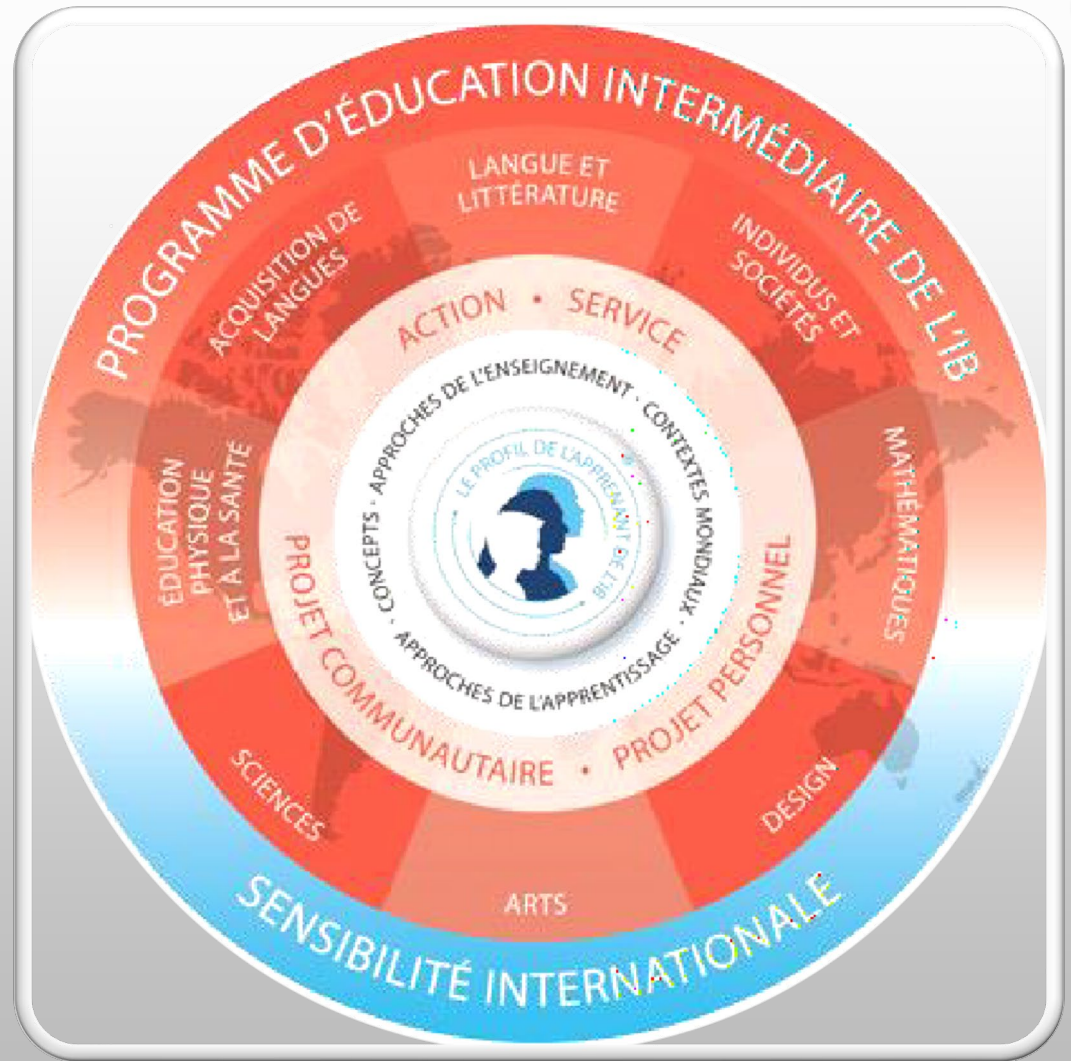 PROGRAMME D'ÉDUCATION INTERMÉDIAIRE DE L'IB
LANGUE ET
LITTÉRATURE
INDIVIDUS ET
SOCIÉTÉS
MATHÉMATIQUES
DESIGN
ARTS
SCIENCES
ÉDUCATION
PHYSIQUE
ET À LA SANTÉ
ACQUISITION DE
LANGUES
ACTION • SERVICE
PROJET COMMUNAUTAIRE • PROJET PERSONNEL
APPROCHES DE L'ENSEIGNEMENT · CONTEXTES MONDIAUX ·
APPROCHES DE L'APPRENTISSAGE · CONCEPTS ·
LE PROFIL DE L'APPRENANT DE L'IB
SENSIBILITÉ INTERNATIONALE